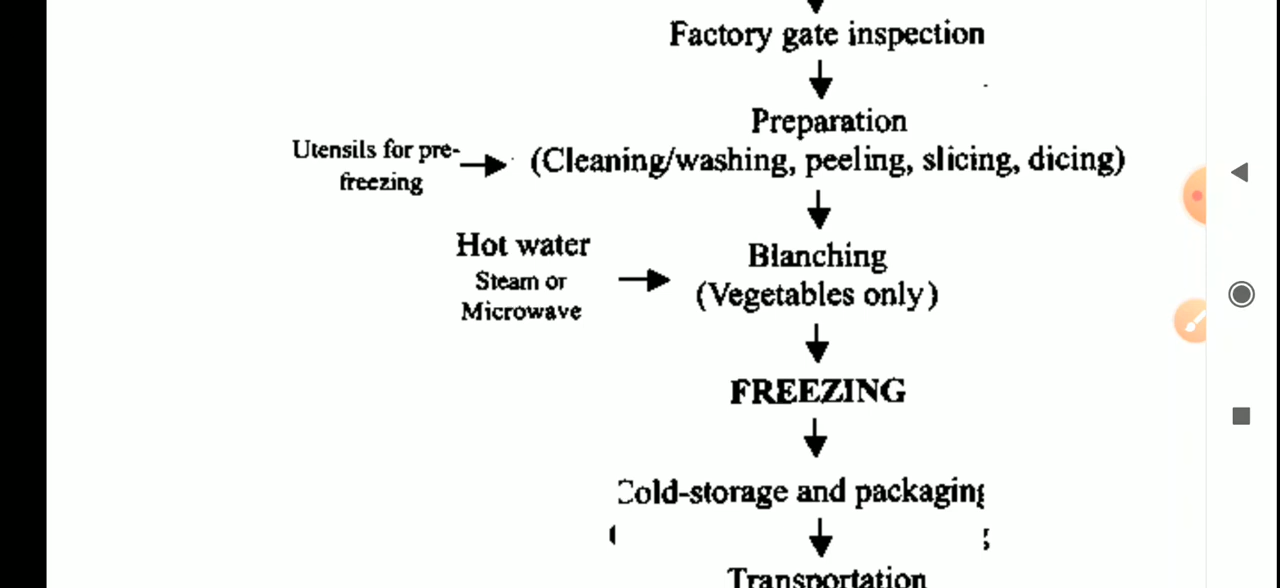 Factory gate inspection
Preparation
Utensils for pre-
freezing
(Cleaning/washing, peeling, slicing, dicing)
Hot water
Steam or
Microwave
Blanching
(Vegetables only)
FREEZING
Cold-storage and packaging
Transportation